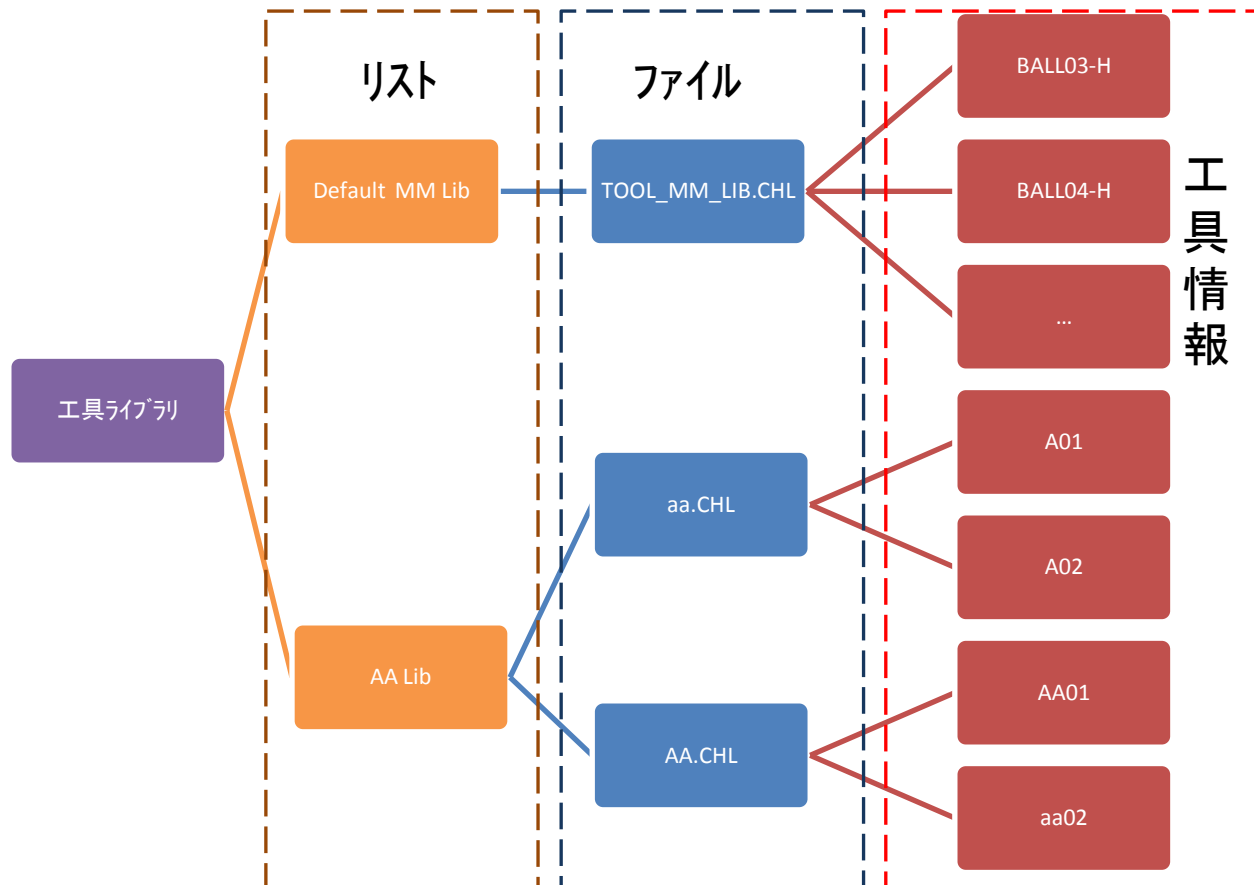 リスト
ファイル
工具情報
工具ﾗｲﾌﾞﾗﾘ
Default MM Lib
TOOL_MM_LIB.CHL
BALL03-H
BALL04-H
...
AA Lib
aa.CHL
A01
A02
AA.CHL
AA01
aa02